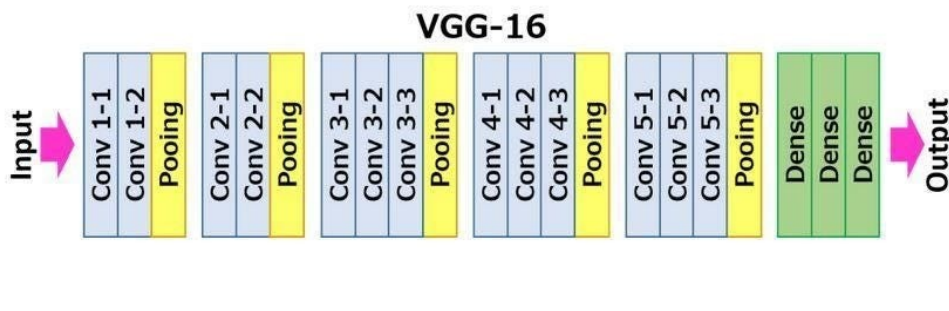 VGG-16
Input
Conv 1-1
Conv 1-2
Pooing
Conv 2-1
Conv 2-2
Pooing
Conv 3-1
Conv 3-2
Conv 3-3
Pooing
Conv 4-1
Conv 4-2
Conv 4-3
Pooing
Conv 5-1
Conv 5-2
Conv 5-3
Pooing
Dense
Dense
Dense
Output